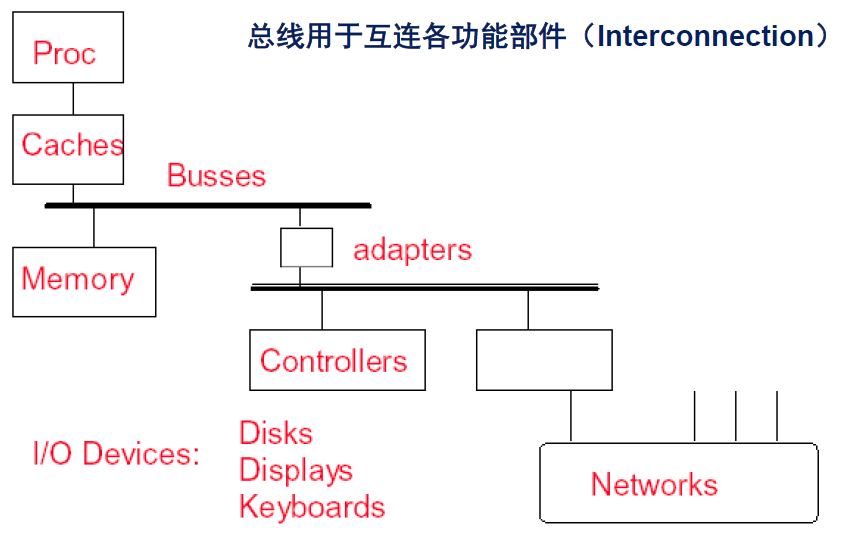 总线用于互连各功能部件（Interconnection）
Proc
Caches
Busses
adapters
Memory
Controllers
I/O Devices:
Disks
Displays
Keyboards
Networks